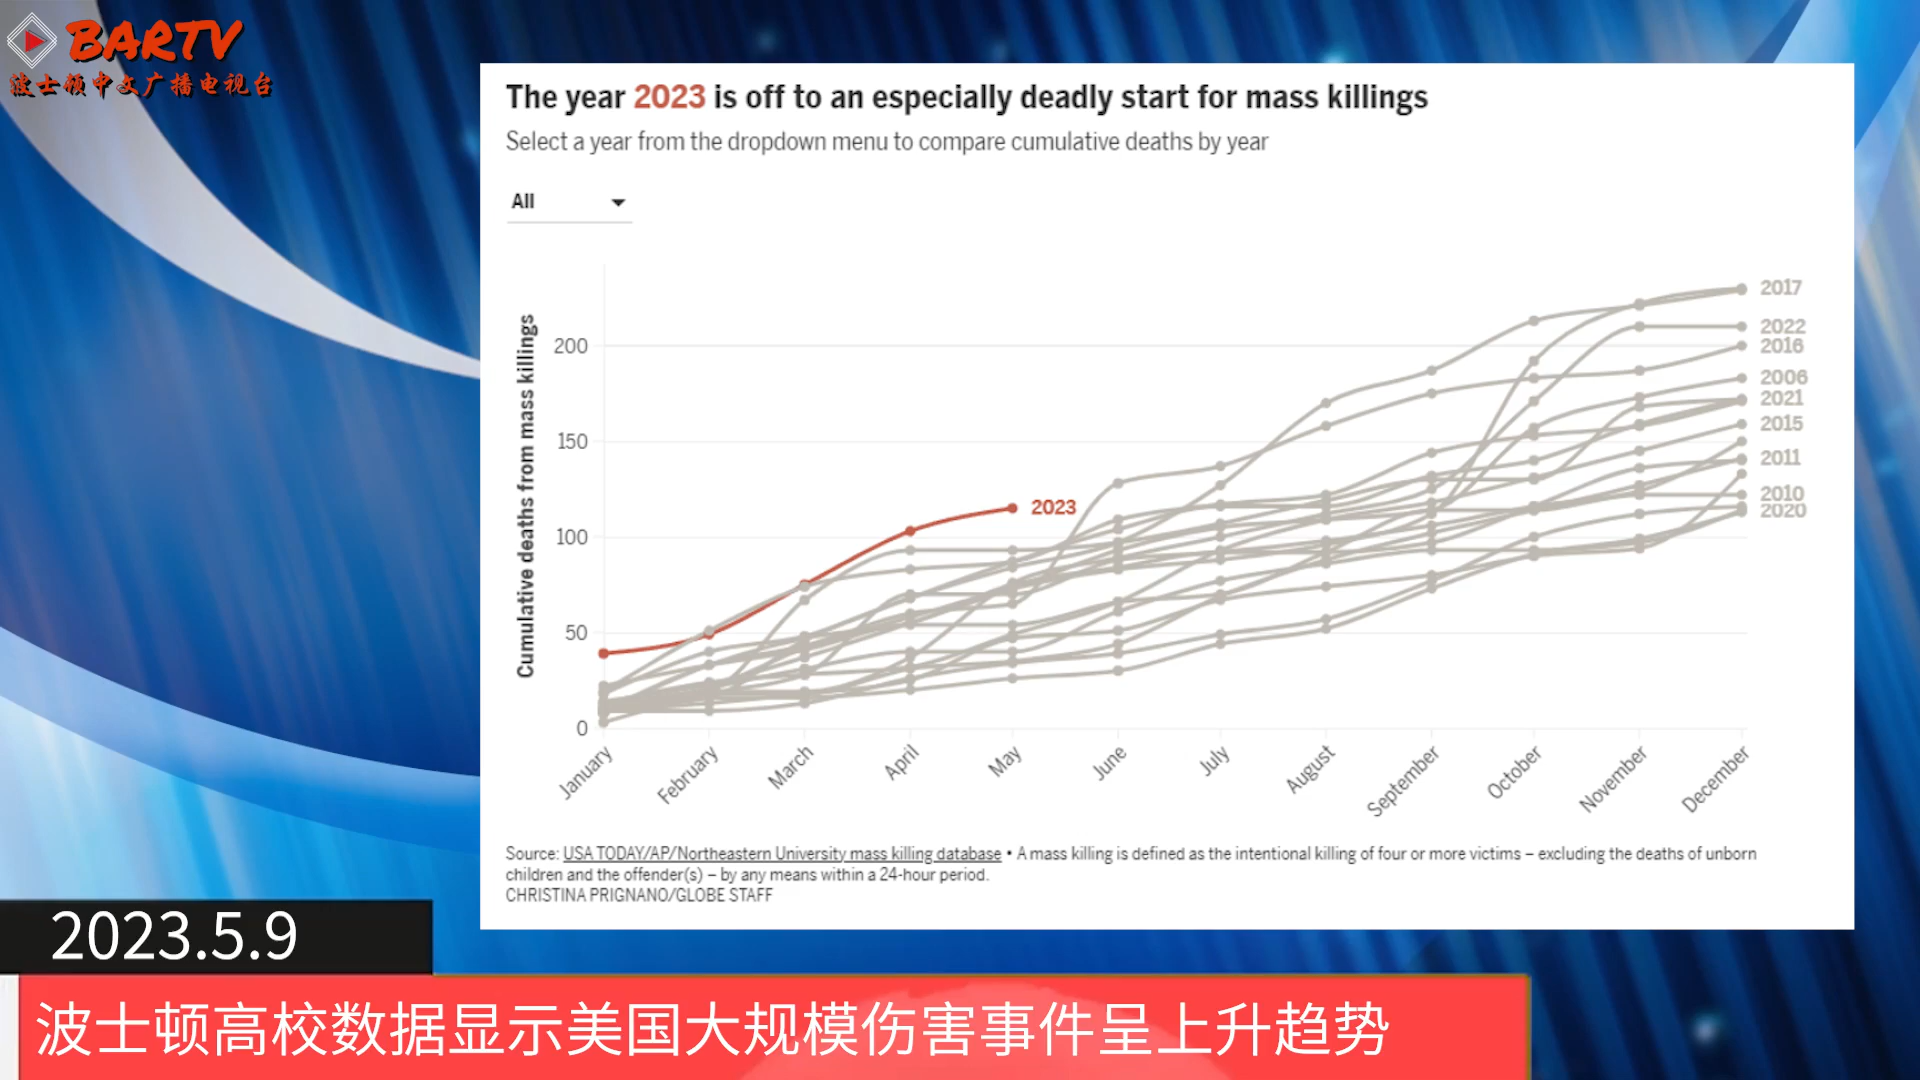 BARTV
波士顿中文广播电视台
The year 2023 is off to an especially deadly start for mass killings
Select a year from the dropdown menu to compare cumulative deaths by year
All
Cumulative deaths from mass killings
200
150
100
50
0
2023
2017
2022
2016
2006
2021
2015
2011
2010
2020
January
February
March
April
May
June
July
August
September
October
November
December
Source: USA TODAY/AP/Northeastern University mass killing database • A mass killing is defined as the intentional killing of four or more victims – excluding the deaths of unborn
children and the offender(s) – by any means within a 24-hour period.
CHRISTINA PRIGNANO/GLOBE STAFF
2023.5.9
波士顿高校数据显示美国大规模伤害事件呈上升趋势